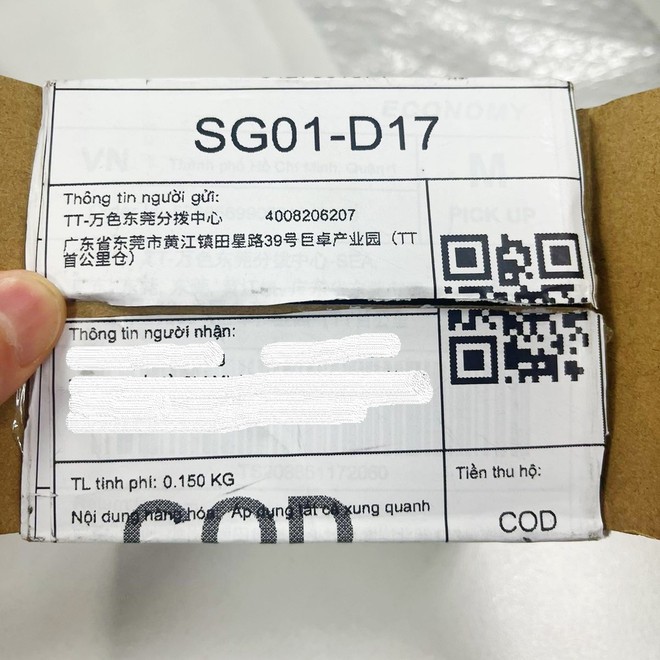 ECONOMY
SG01-D17
VN
M
PICK UP
Thông tin người gửi:
TT-万色东莞分拨中心 4008206207
广东省东莞市黄江镇田星路39号巨卓产业园（TT
首公里仓）
Thông tin người nhận:
TL tính phí: 0.150 KG
Tiền thu hộ:
Nội dung hàng hóa: Áp dụng tất cả xung quanh
COD
COD